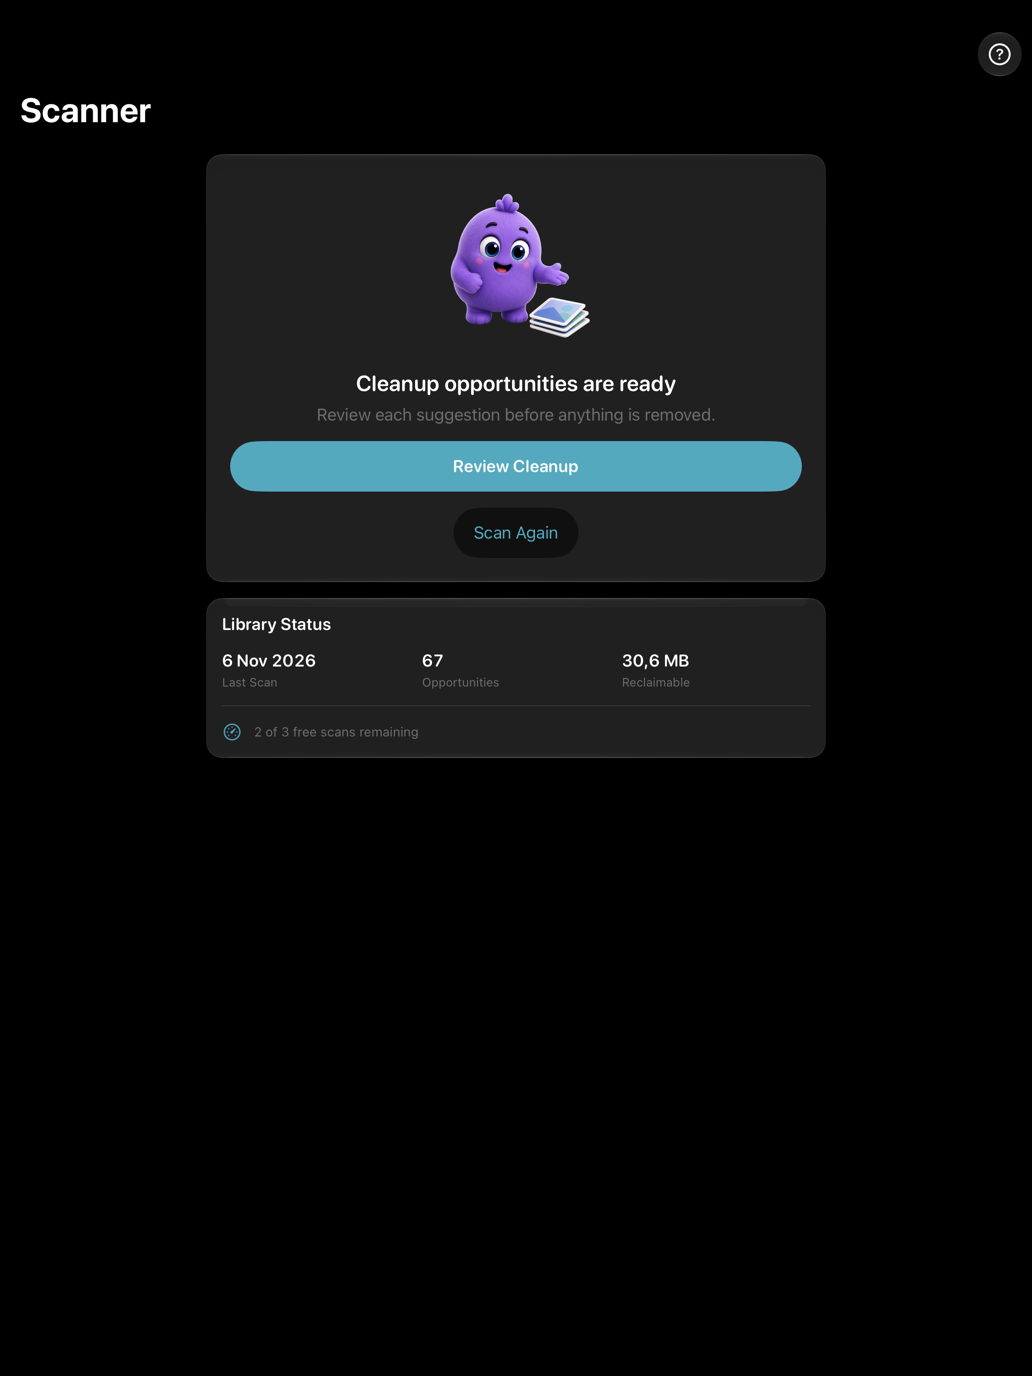 Scanner
Cleanup opportunities are ready
Review each suggestion before anything is removed.
Review Cleanup
Scan Again
Library Status
6 Nov 2026
Last Scan
67
Opportunities
30,6 MB
Reclaimable
2 of 3 free scans remaining